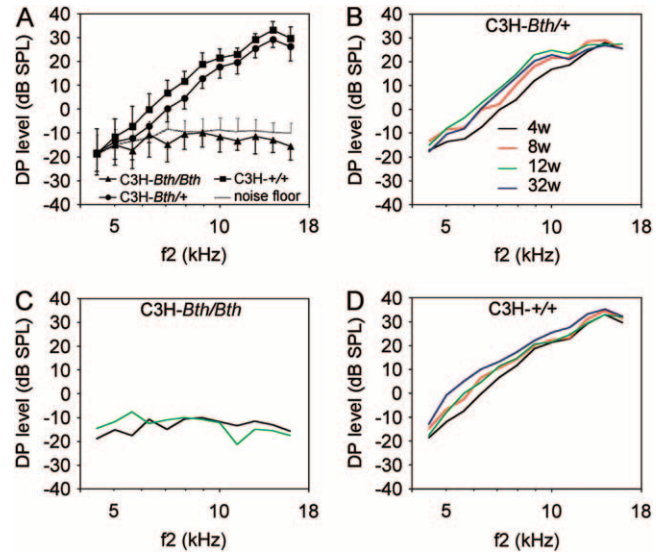 A
DP level (dB SPL)
40
30
20
10
0
-10
-20
-30
-40
C3H-Bth/Bth
C3H-+/+
C3H-Bth/+
noise floor
5
10
18
f2 (kHz)
B
C3H-Bth/+
DP level (dB SPL)
40
30
20
10
0
-10
-20
-30
-40
4w
8w
12w
32w
5
10
18
f2 (kHz)
C
C3H-Bth/Bth
DP level (dB SPL)
40
30
20
10
0
-10
-20
-30
-40
5
10
18
f2 (kHz)
D
C3H-+/+
DP level (dB SPL)
40
30
20
10
0
-10
-20
-30
-40
5
10
18
f2 (kHz)